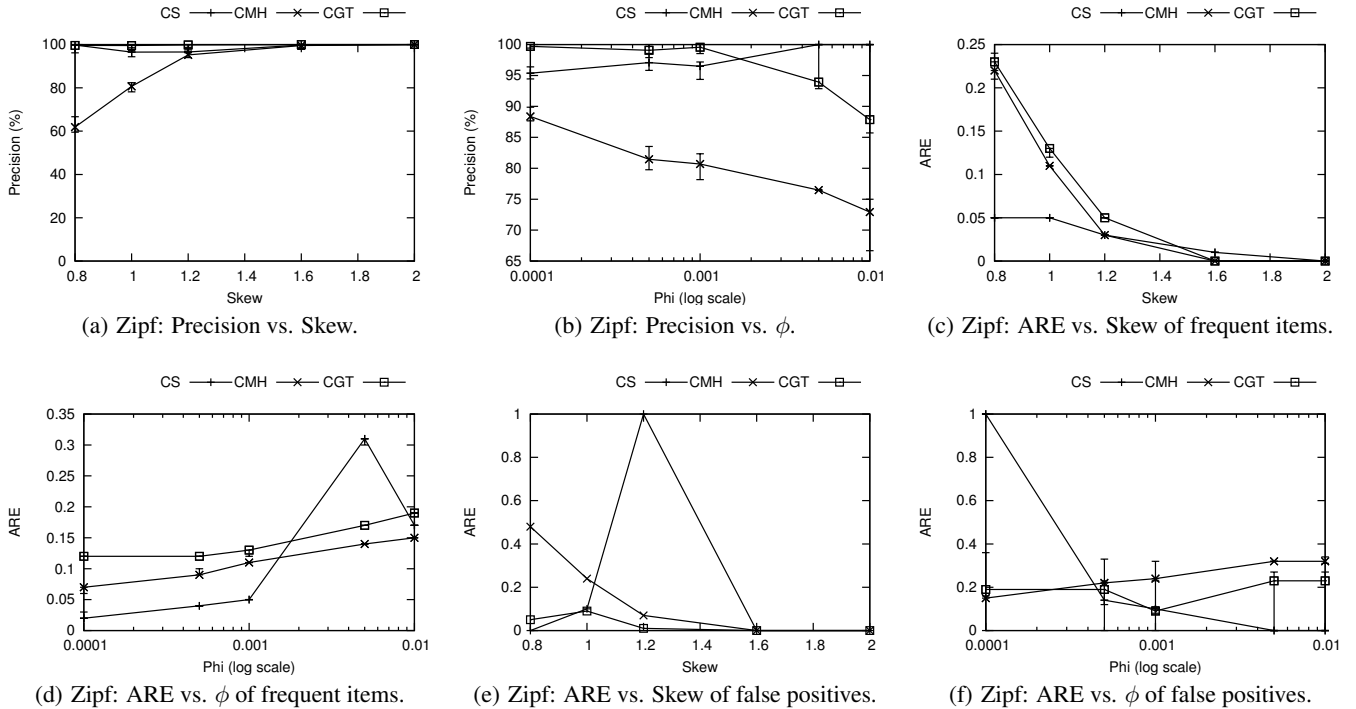 CS CMH CGT
100
80
60
40
20
0
Precision (%)
0.8 1 1.2 1.4 1.6 1.8 2
Skew
(a) Zipf: Precision vs. Skew.
CS CMH CGT
100
95
90
85
80
75
70
65
Precision (%)
0.0001 0.001 0.01
Phi (log scale)
(b) Zipf: Precision vs. ϕ.
CS CMH CGT
0.25
0.2
0.15
0.1
0.05
0
ARE
0.8 1 1.2 1.4 1.6 1.8 2
Skew
(c) Zipf: ARE vs. Skew of frequent items.
CS CMH CGT
0.35
0.3
0.25
0.2
0.15
0.1
0.05
0
ARE
0.0001 0.001 0.01
Phi (log scale)
(d) Zipf: ARE vs. ϕ of frequent items.
CS CMH CGT
1
0.8
0.6
0.4
0.2
0
ARE
0.8 1 1.2 1.4 1.6 1.8 2
Skew
(e) Zipf: ARE vs. Skew of false positives.
CS CMH CGT
1
0.8
0.6
0.4
0.2
0
ARE
0.0001 0.001 0.01
Phi (log scale)
(f) Zipf: ARE vs. ϕ of false positives.